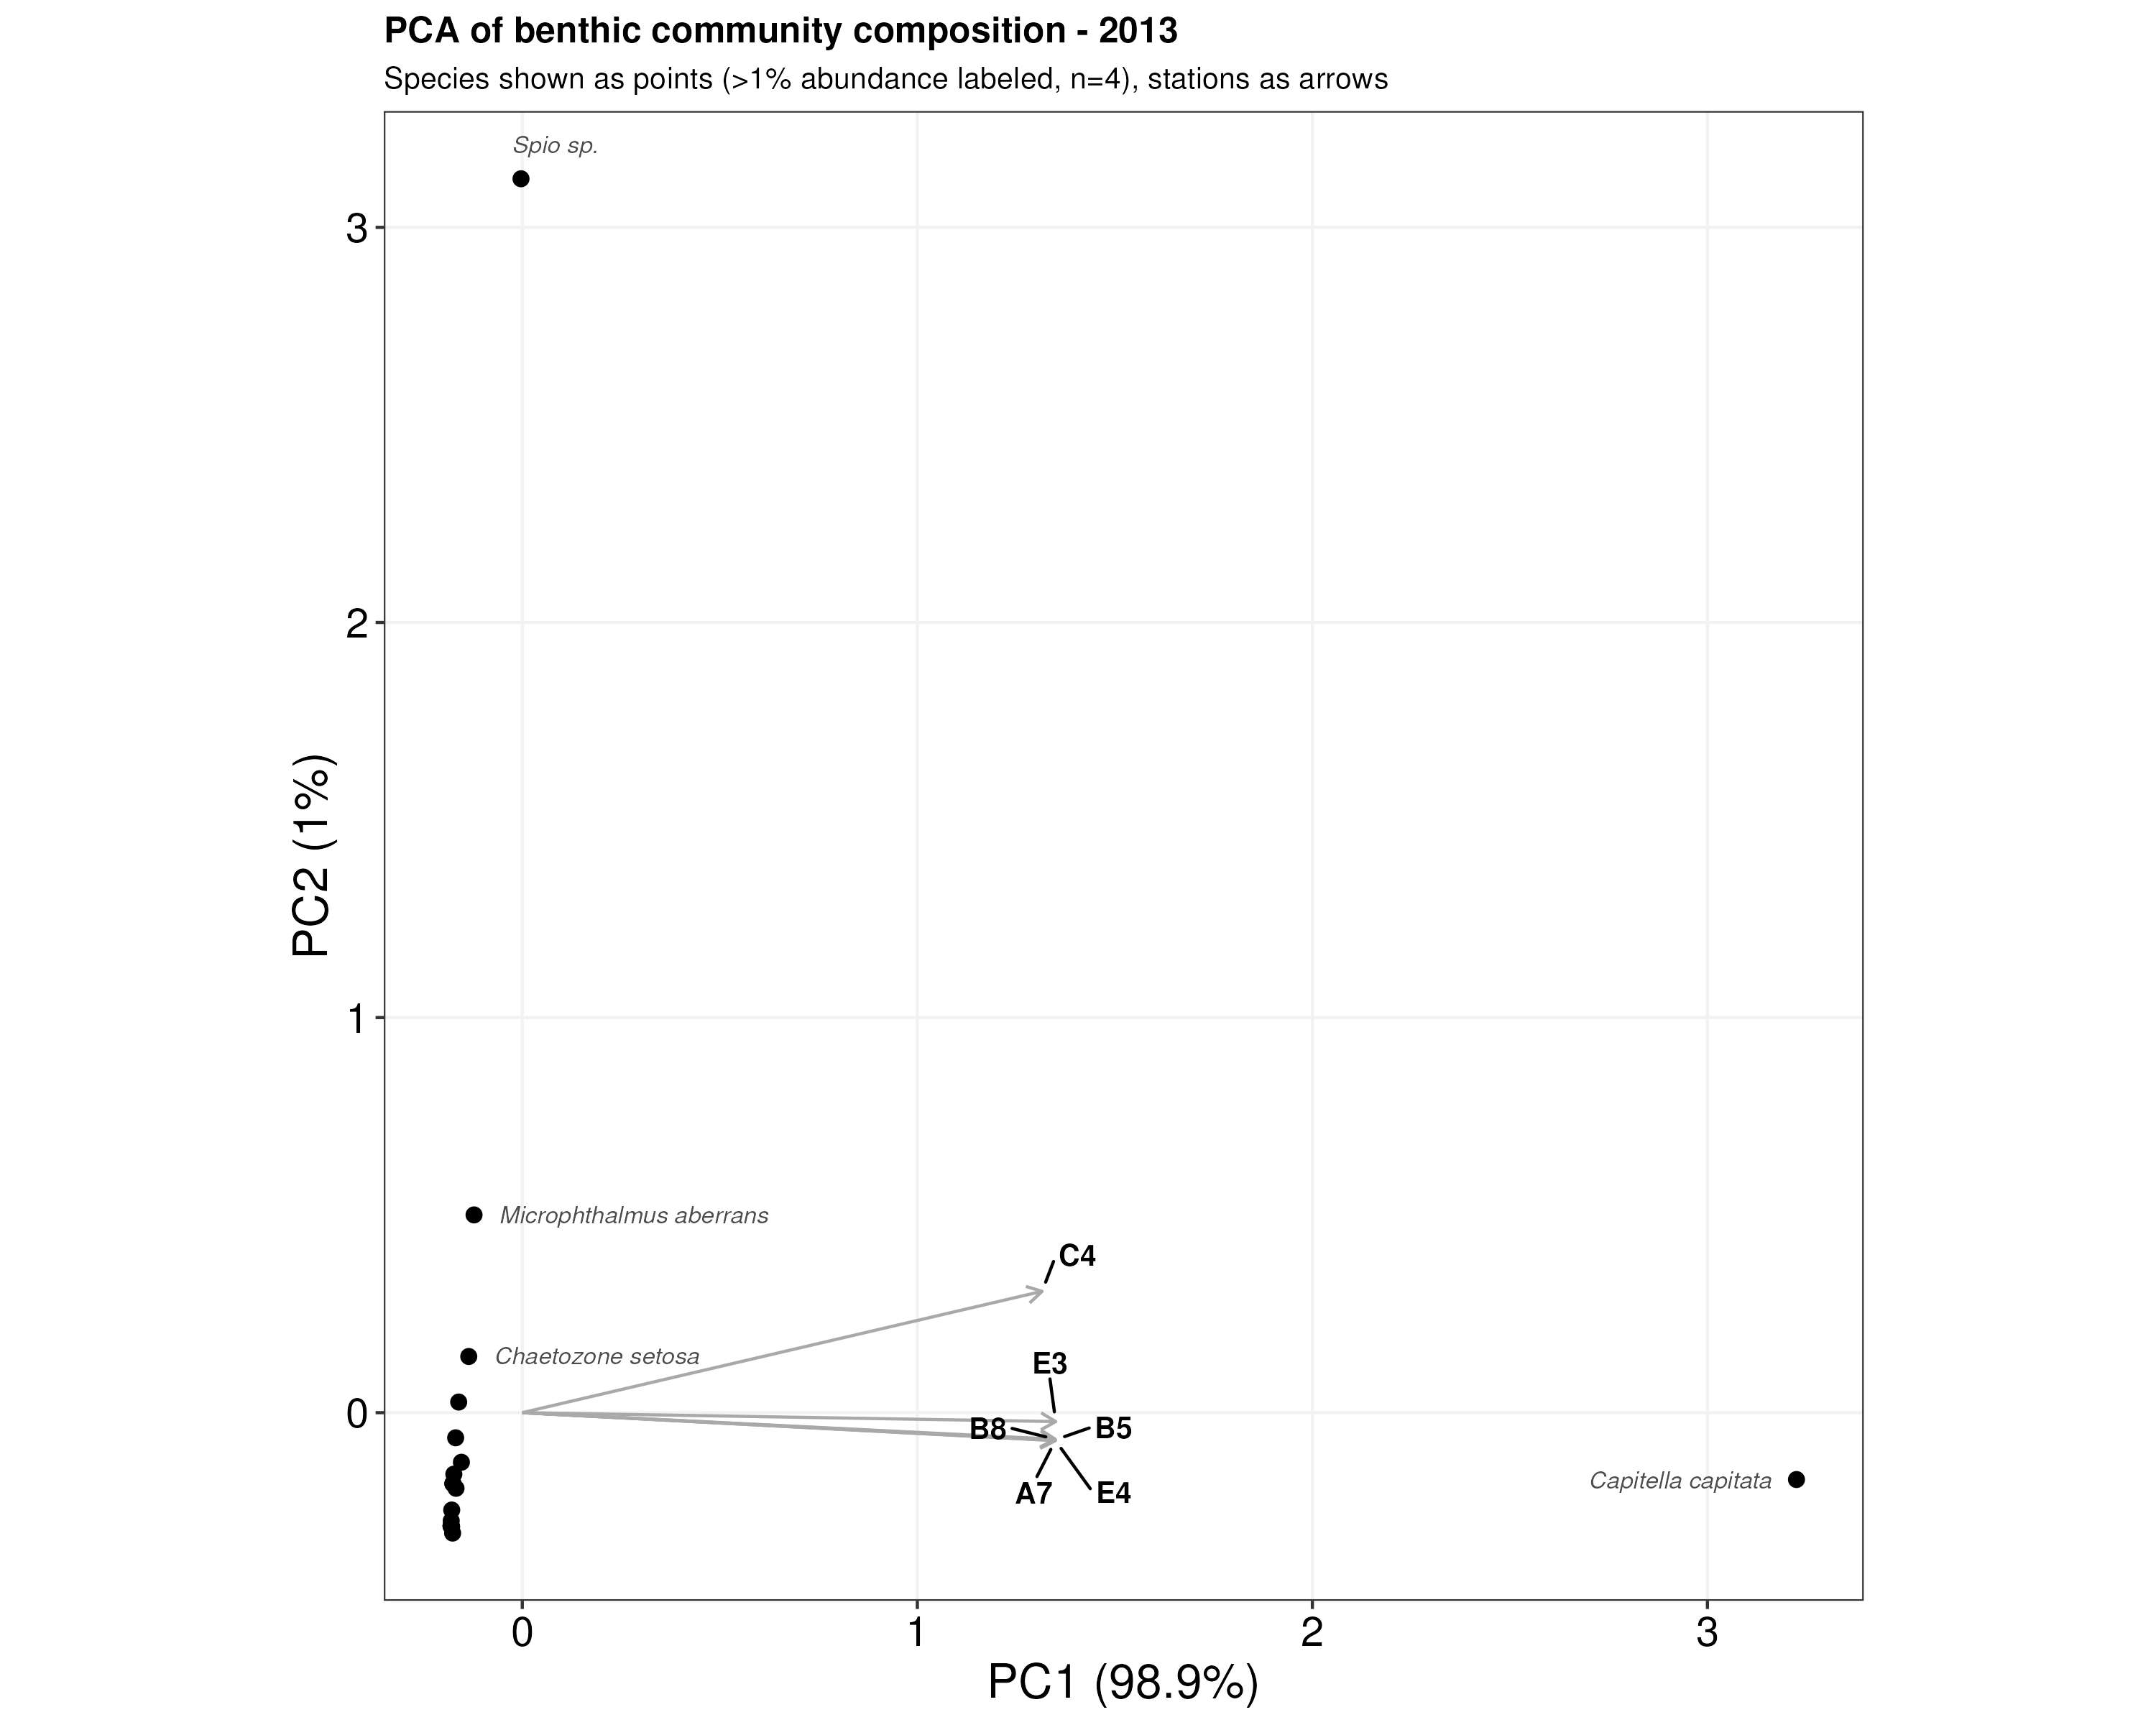 PCA of benthic community composition - 2013
Species shown as points (>1% abundance labeled, n=4), stations as arrows
Spio sp.
3
2
PC2 (1%)
1
Microphthalmus aberrans
C4
Chaetozone setosa
E3
0
B8
B5
A7
E4
Capitella capitata
0
1
2
3
PC1 (98.9%)